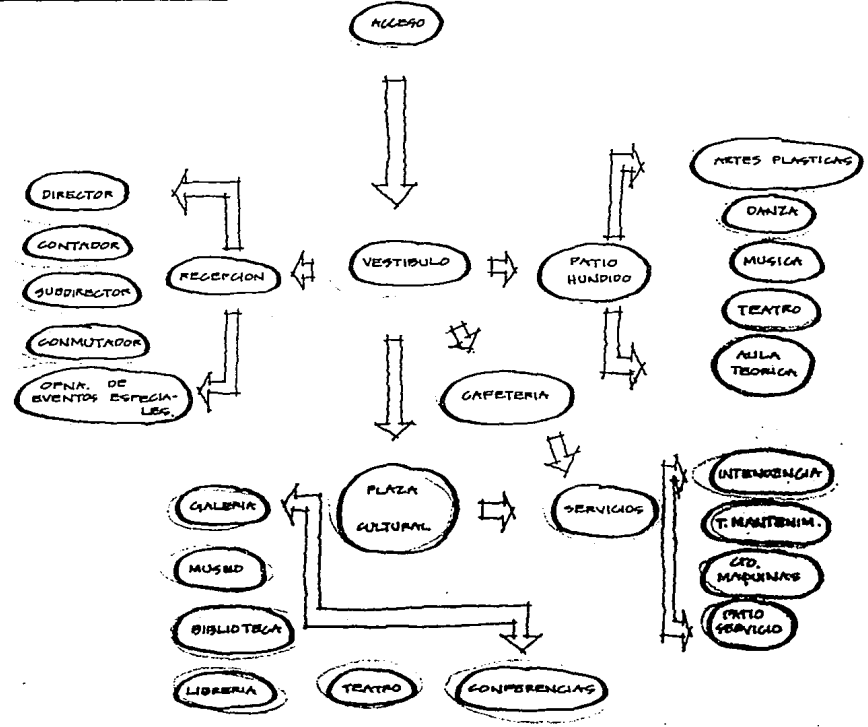 ACCESO
DIRECTOR
CONTADOR
SUBDIRECTOR
CONMUTADOR
OFNA. DE
EVENTOS ESPECIA-
LES.
RECEPCION
VESTIBULO
PATIO
HUNDIDO
ARTES PLASTICAS
DANZA
MUSICA
TEATRO
AULA
TEORICA
CAFETERIA
GALERIA
MUSEO
BIBLIOTECA
LIBRERIA
PLAZA
CULTURAL
SERVICIOS
INTENDENCIA
T. MANTENIM.
CTO.
MAQUINAS
PATIO
SERVICIO
TEATRO
CONFERENCIAS